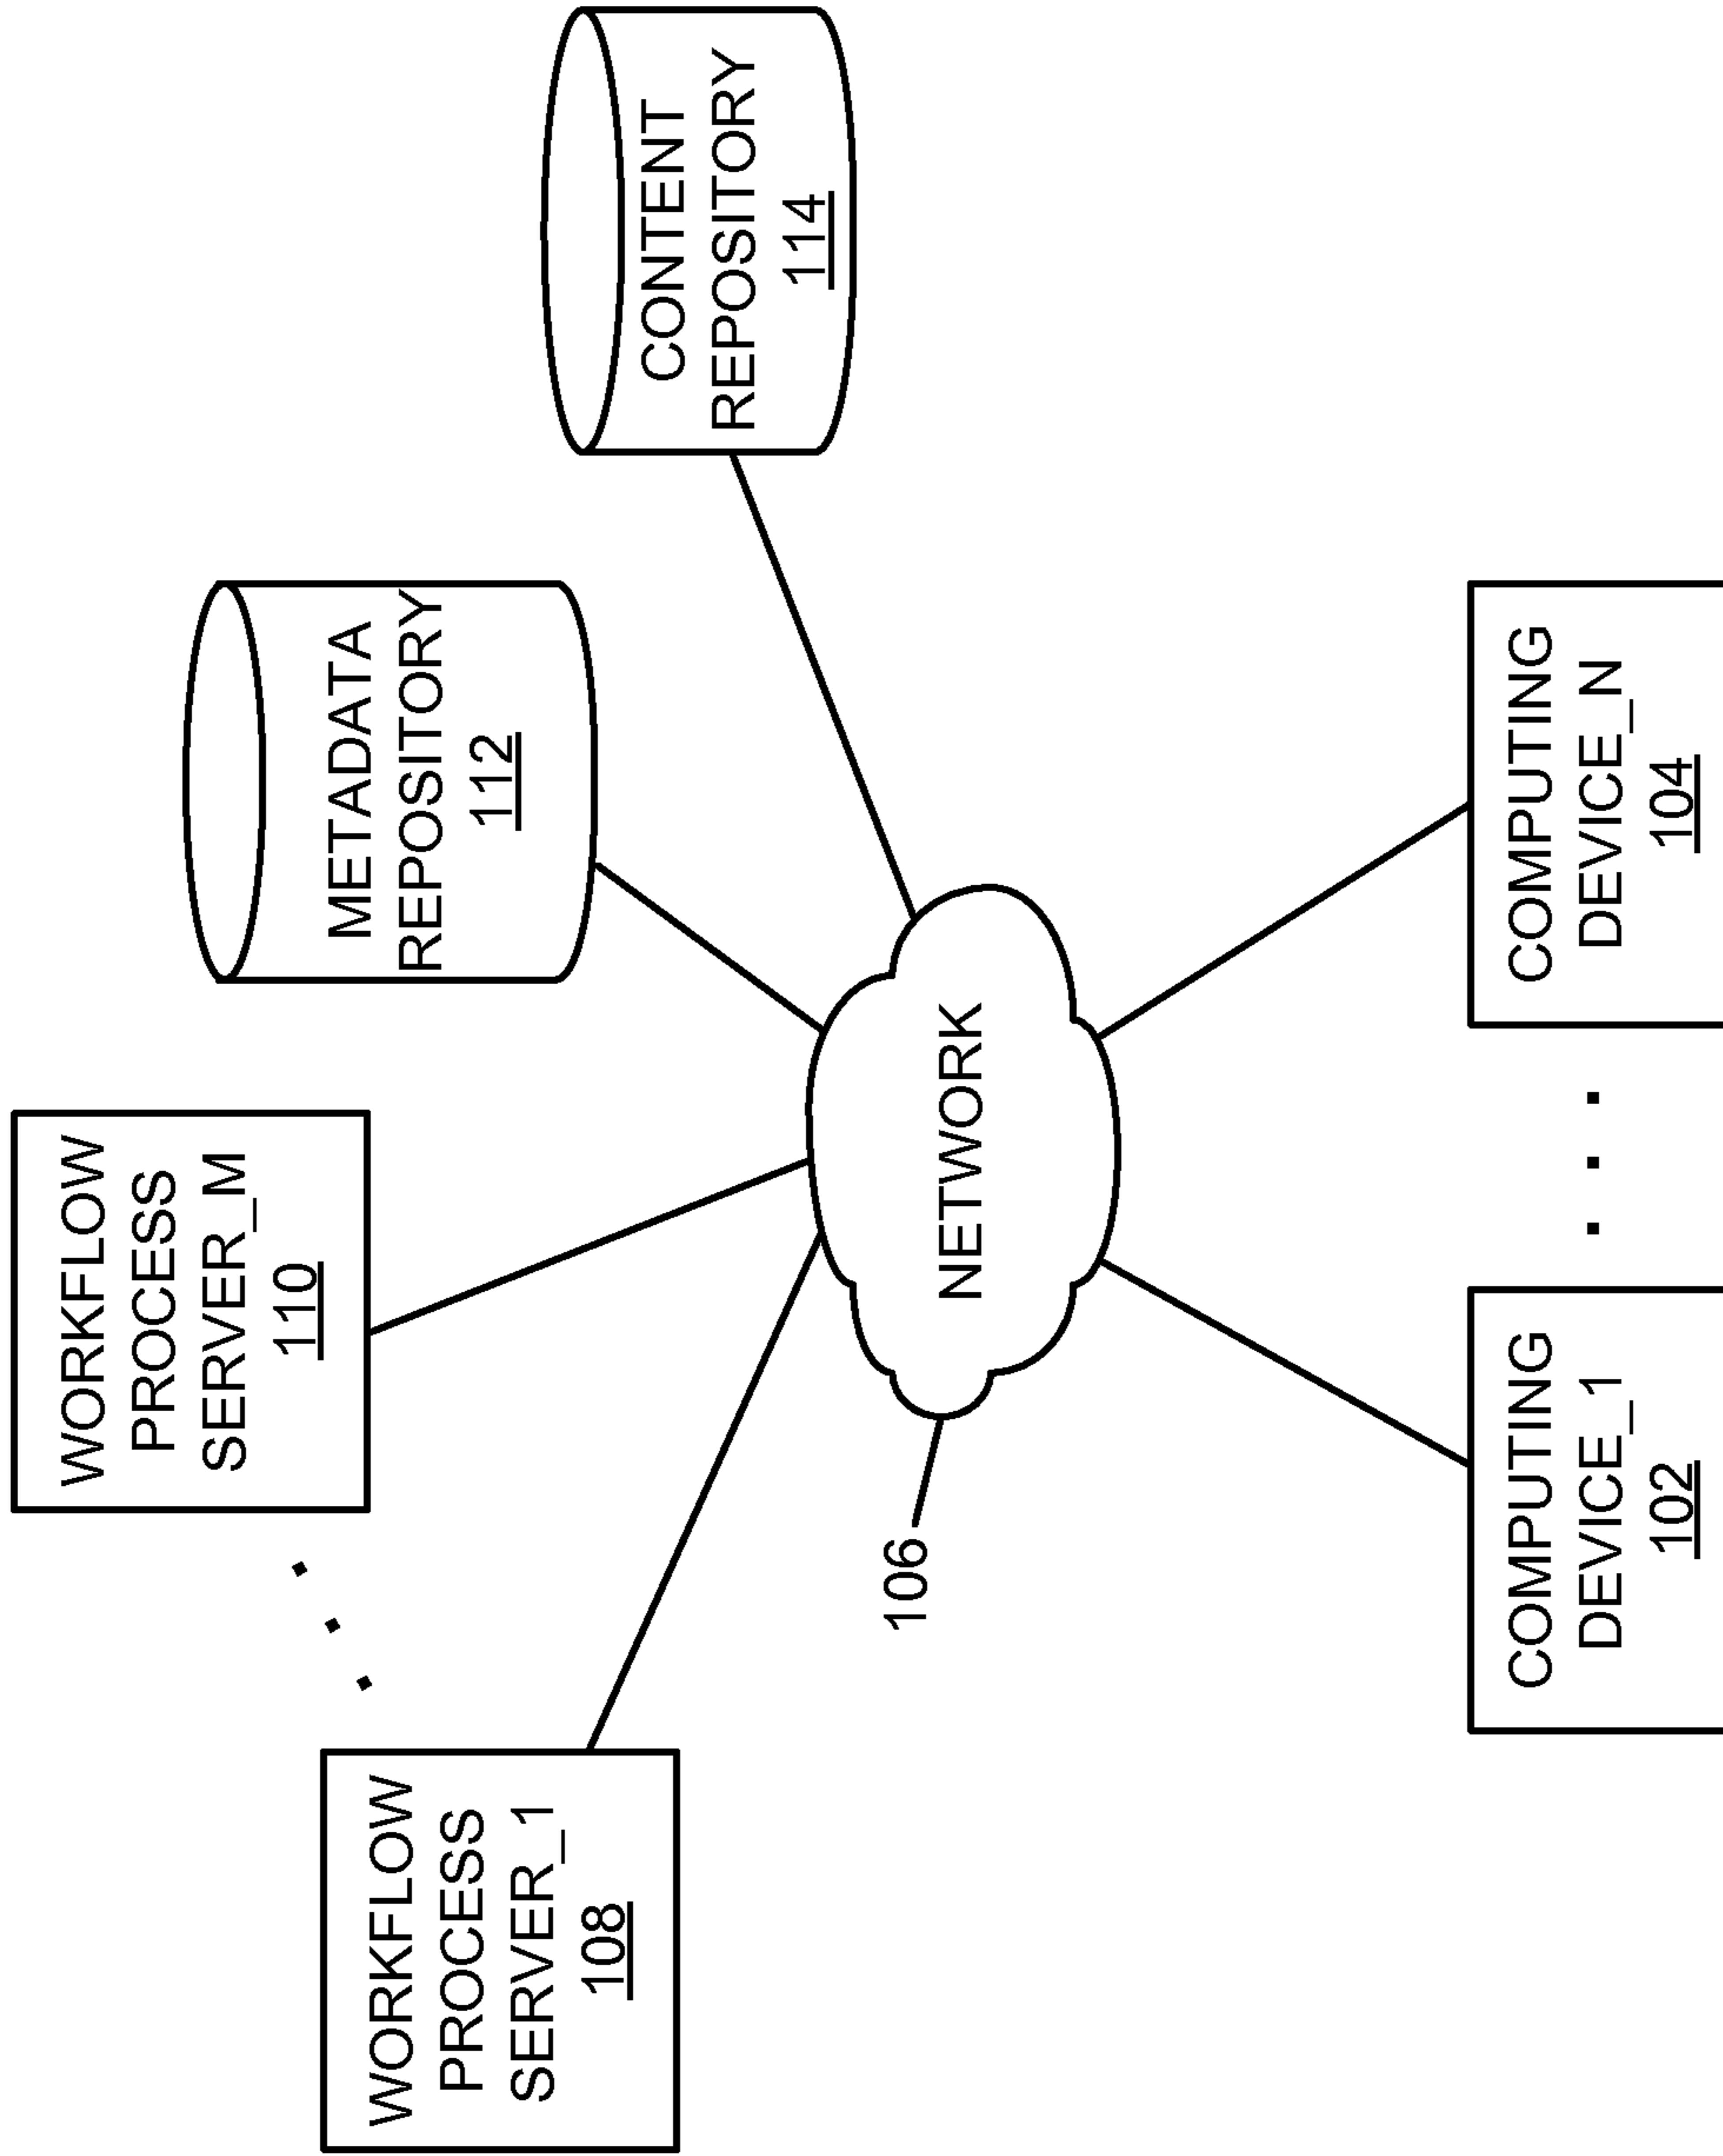 WORKFLOW
PROCESS
SERVER_1
108
WORKFLOW
PROCESS
SERVER_M
110
METADATA
REPOSITORY
112
CONTENT
REPOSITORY
114
NETWORK
106
COMPUTING
DEVICE_1
102
COMPUTING
DEVICE_N
104